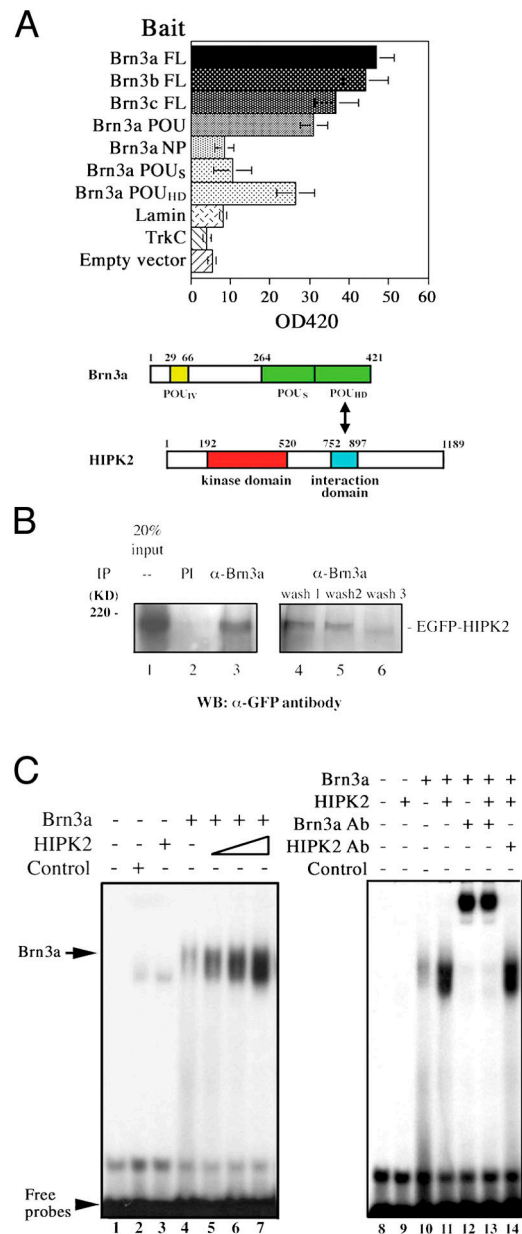 A
Bait
Brn3a FL
Brn3b FL
Brn3c FL
Brn3a POU
Brn3a NP
Brn3a POUS
Brn3a POUHD
Lamin
TrkC
Empty vector
0 10 20 30 40 50 60
OD420
1 29 66 264 421
Brn3a
POUIV POUS POUHD
1 192 520 752 897 1189
HIPK2
kinase domain interaction domain
B
20% input
IP -- PI α-Brn3a α-Brn3a
(KD) wash 1 wash2 wash 3
220 -
- EGFP-HIPK2
1 2 3 4 5 6
WB: α-GFP antibody
C
Brn3a - - - + + + +
HIPK2 - - +  -
Control - + - - - - -
Brn3a
Free probes
1 2 3 4 5 6 7
Brn3a - - + + + + +
HIPK2 - + - + - + +
Brn3a Ab - - - - + + -
HIPK2 Ab - - - - - - +
Control - - - - - - -
8 9 10 11 12 13 14